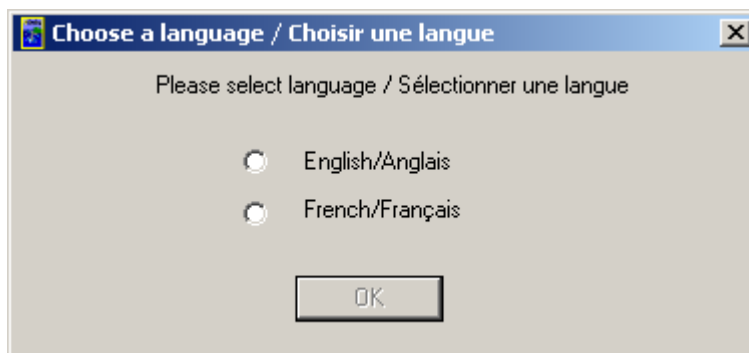 Choose a language / Choisir une langue
Please select language / Sélectionner une langue
English/Anglais
French/Français
OK